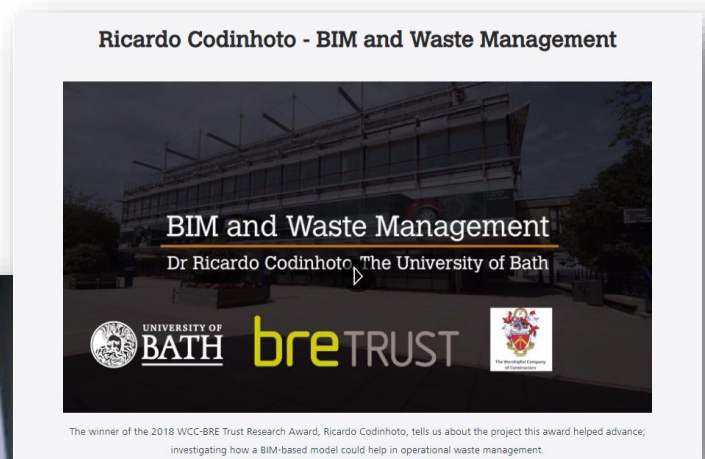 Ricardo Codinhoto - BIM and Waste Management
BIM and Waste Management
Dr Ricardo Codinhoto, The University of Bath
UNIVERSITY OF
BATH
breTRUST
The Worshipful Company
of Constructors
The winner of the 2018 WCC-BRE Trust Research Award, Ricardo Codinhoto, tells us about the project this award helped advance;
investigating how a BIM-based model could help in operational waste management.